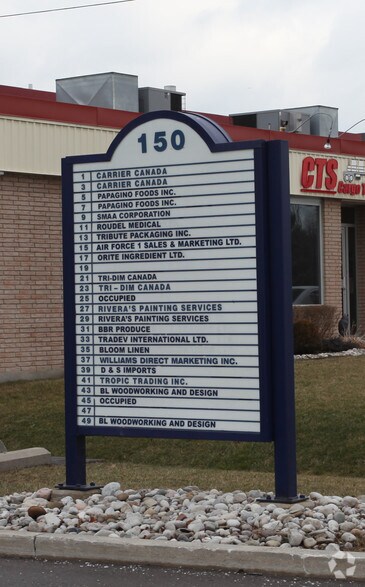 150
1 CARRIER CANADA
3 CARRIER CANADA
5 PAPAGINO FOODS INC.
7 PAPAGINO FOODS INC.
9 SMAA CORPORATION
11 ROUDEL MEDICAL
13 TRIBUTE PACKAGING INC.
15 AIR FORCE 1 SALES & MARKETING LTD.
17 ORITE INGREDIENT LTD.
19
21 TRI-DIM CANADA
23 TRI - DIM CANADA
25 OCCUPIED
27 RIVERA'S PAINTING SERVICES
29 RIVERA'S PAINTING SERVICES
31 BBR PRODUCE
33 TRADEV INTERNATIONAL LTD.
35 BLOOM LINEN
37 WILLIAMS DIRECT MARKETING INC.
39 D & S IMPORTS
41 TROPIC TRADING INC.
43 BL WOODWORKING AND DESIGN
45 OCCUPIED
47
49 BL WOODWORKING AND DESIGN
CTS
Cargo